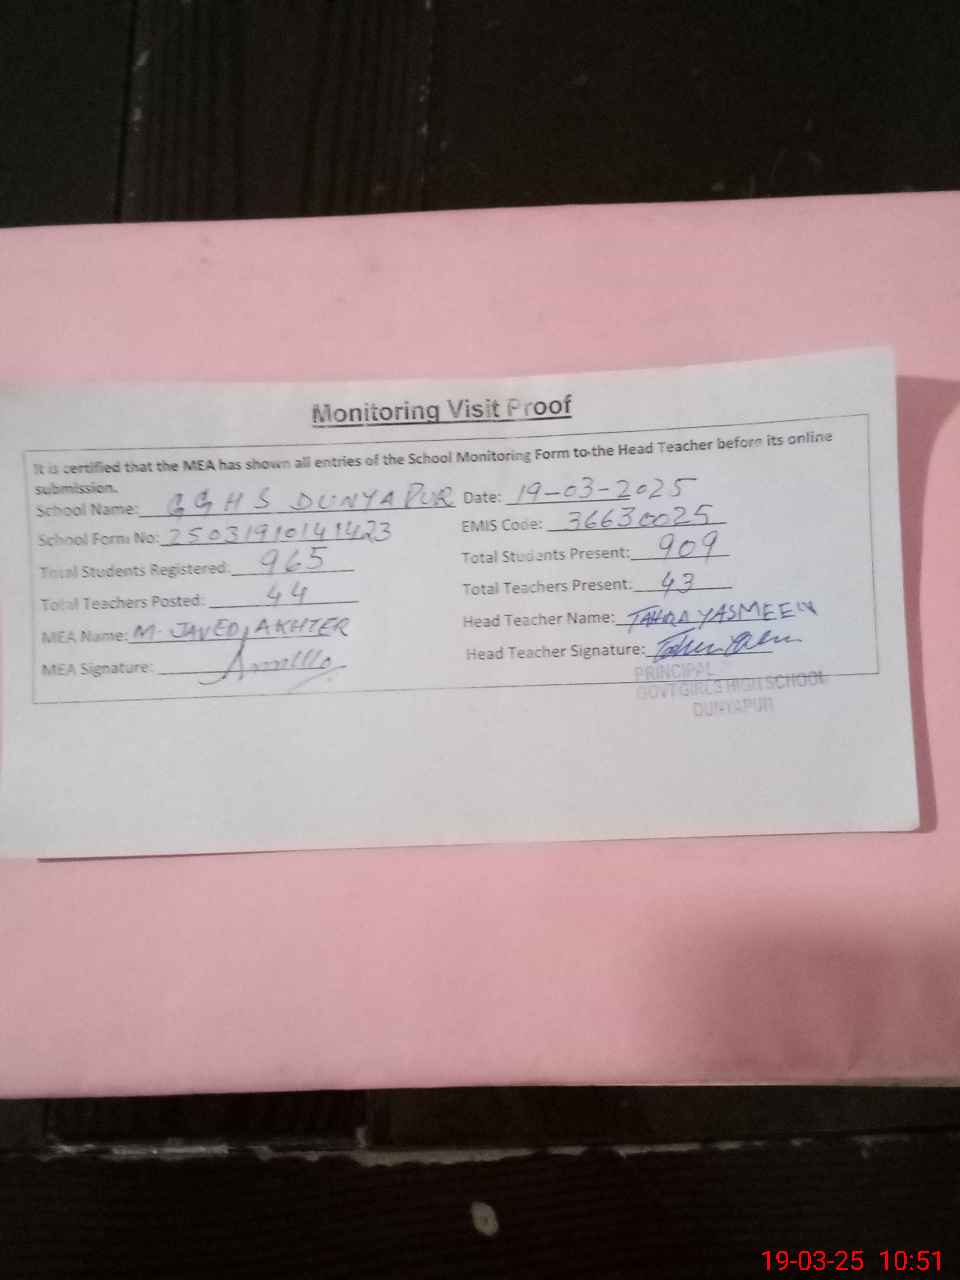 Monitoring Visit Proof
It is certified that the MEA has shown all entries of the School Monitoring Form to the Head Teacher before its online
submission.
School Name: GGHS DUNYAPUR Date: 19-03-2025
School Form No: 25031910141423 EMIS Code: 36630025
Total Students Registered: 965 Total Students Present: 909
Total Teachers Posted: 44 Total Teachers Present: 43
MEA Name: M. JAVED AKHTER Head Teacher Name: TAHIRA YASMEEN
MEA Signature: Head Teacher Signature:
PRINCIPAL
GOVT GIRLS HIGH SCHOOL
DUNYAPUR
19-03-25 10:51